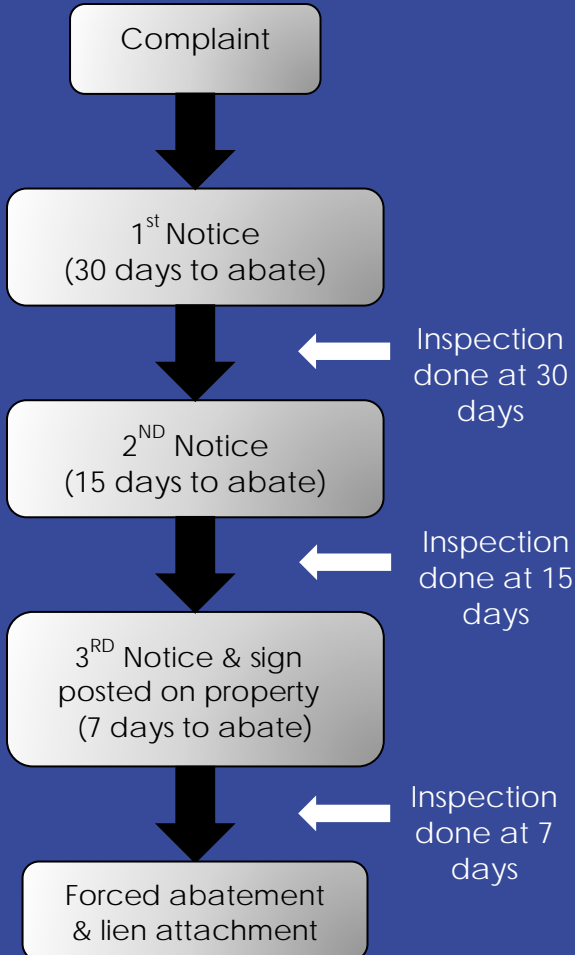 Complaint
1st Notice
(30 days to abate)
Inspection
done at 30
days
2ND Notice
(15 days to abate)
Inspection
done at 15
days
3RD Notice & sign
posted on property
(7 days to abate)
Inspection
done at 7
days
Forced abatement
& lien attachment